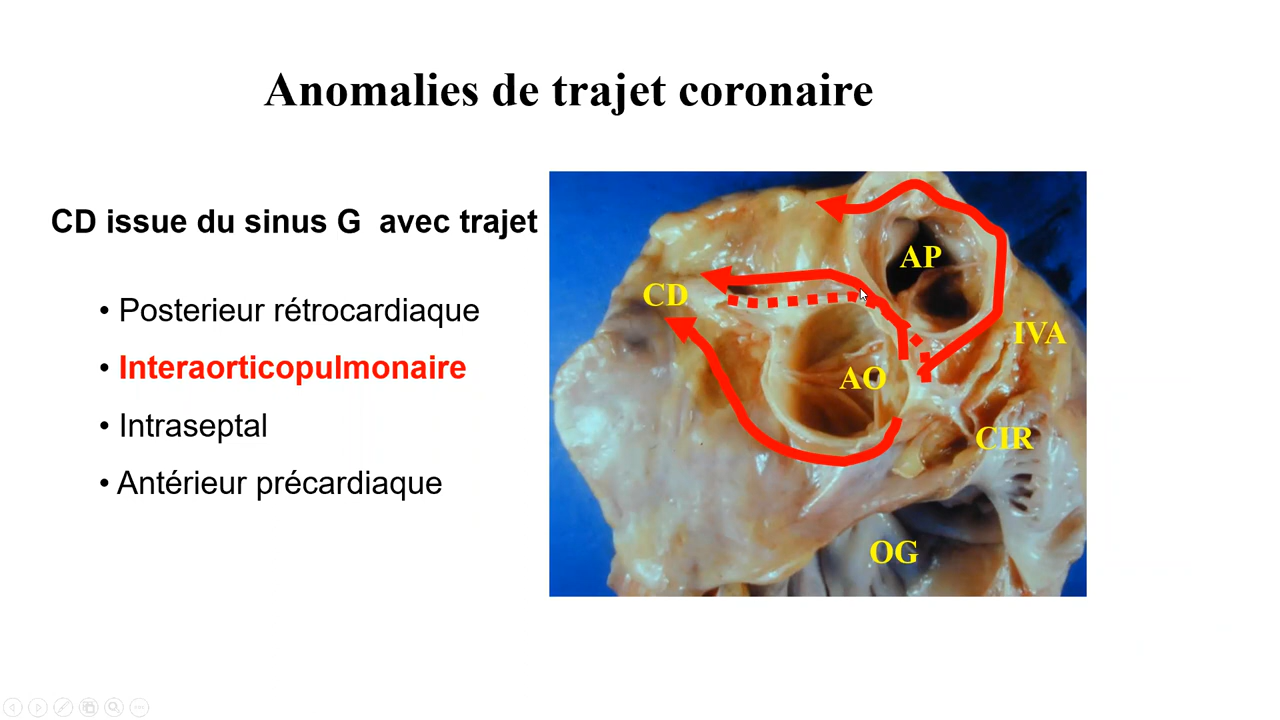 Anomalies de trajet coronaire
CD issue du sinus G avec trajet
• Posterieur rétrocardiaque
• Interaorticopulmonaire
• Intraseptal
• Antérieur précardiaque
AP
CD
IVA
AO
CIR
OG